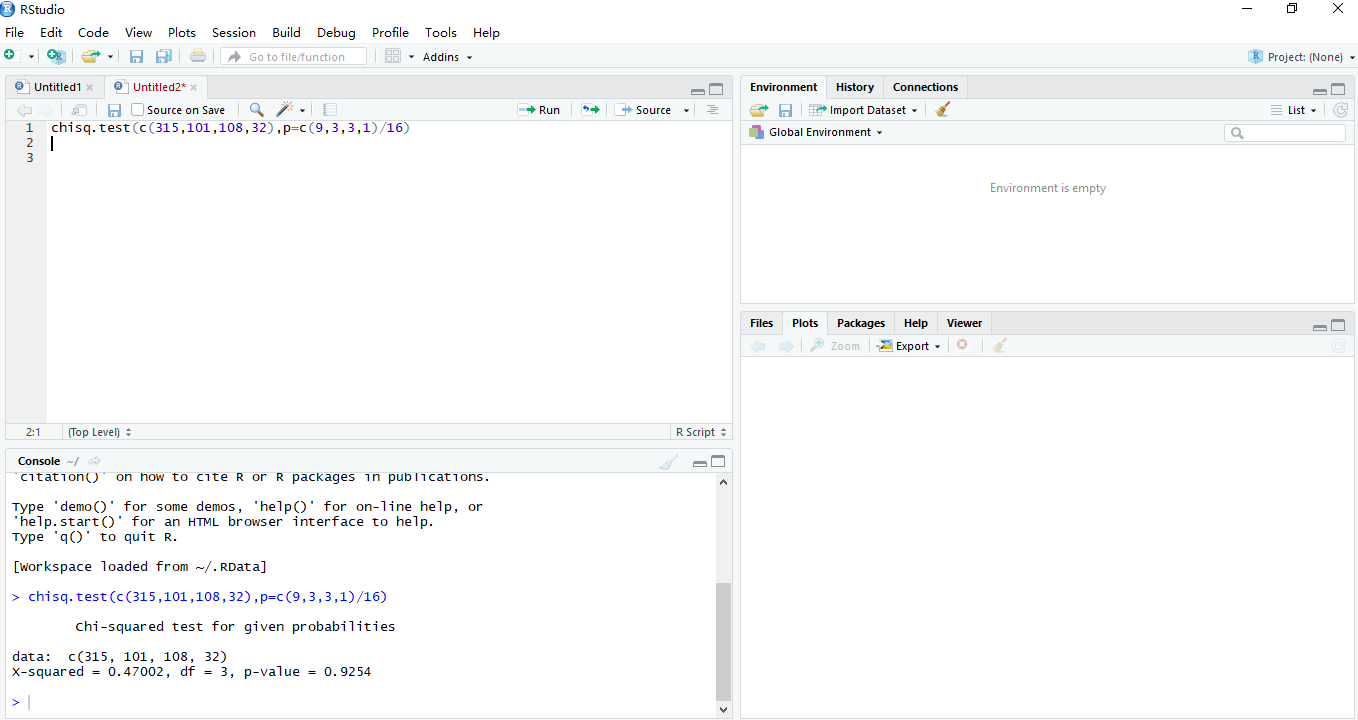 RStudio
File Edit Code View Plots Session Build Debug Profile Tools Help
Go to file/function Addins Project: (None)
Untitled1 Untitled2*
Source on Save Run Source
1 chisq.test(c(315,101,108,32),p=c(9,3,3,1)/16)
2
3
2:1 (Top Level) R Script
Console ~/
'citation()' on how to cite R or R packages in publications.
Type 'demo()' for some demos, 'help()' for on-line help, or
'help.start()' for an HTML browser interface to help.
Type 'q()' to quit R.
[Workspace loaded from ~/.RData]
> chisq.test(c(315,101,108,32),p=c(9,3,3,1)/16)
Chi-squared test for given probabilities
data:  c(315, 101, 108, 32)
X-squared = 0.47002, df = 3, p-value = 0.9254
>
Environment History Connections
Import Dataset List
Global Environment
Environment is empty
Files Plots Packages Help Viewer
Zoom Export